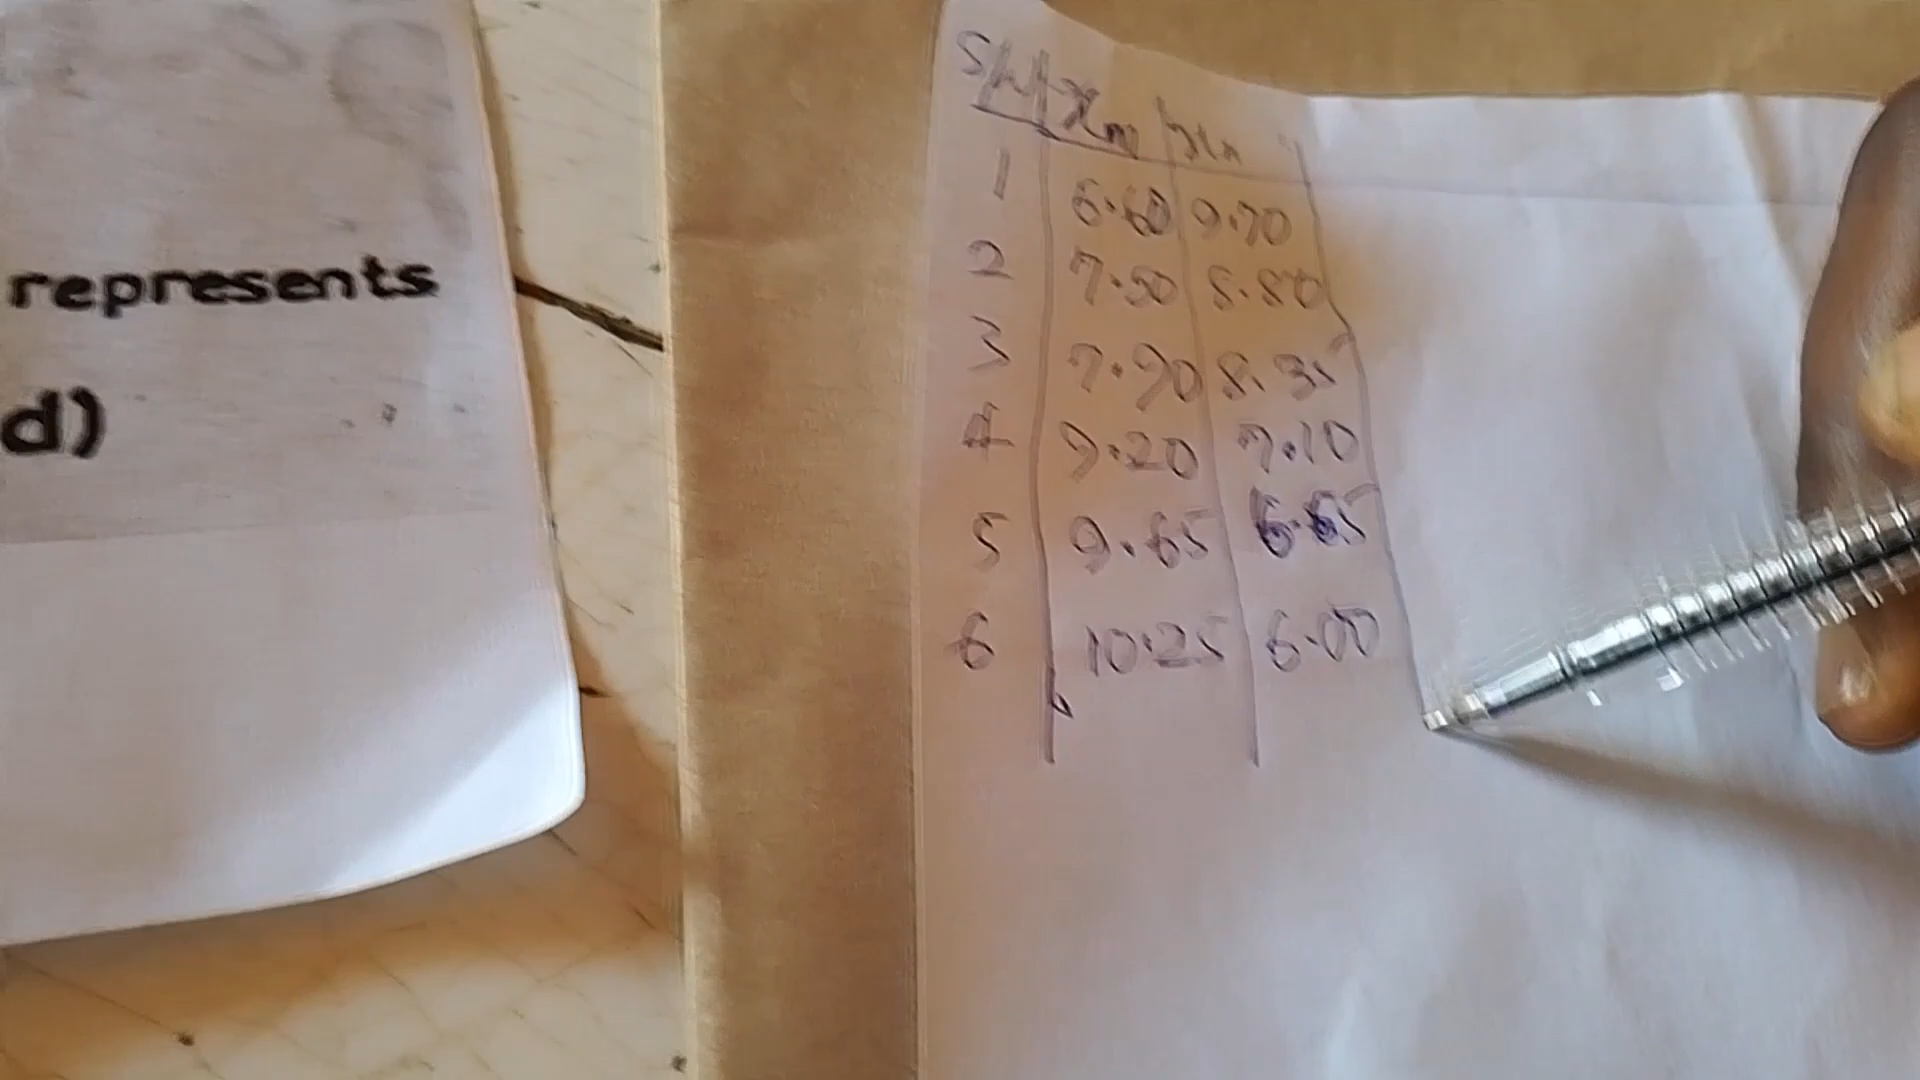 represents
d)
S/N xm xn
1 6.60 9.70
2 7.50 8.80
3 7.90 8.35
4 9.20 7.10
5 9.65 6.65
6 10.25 6.00